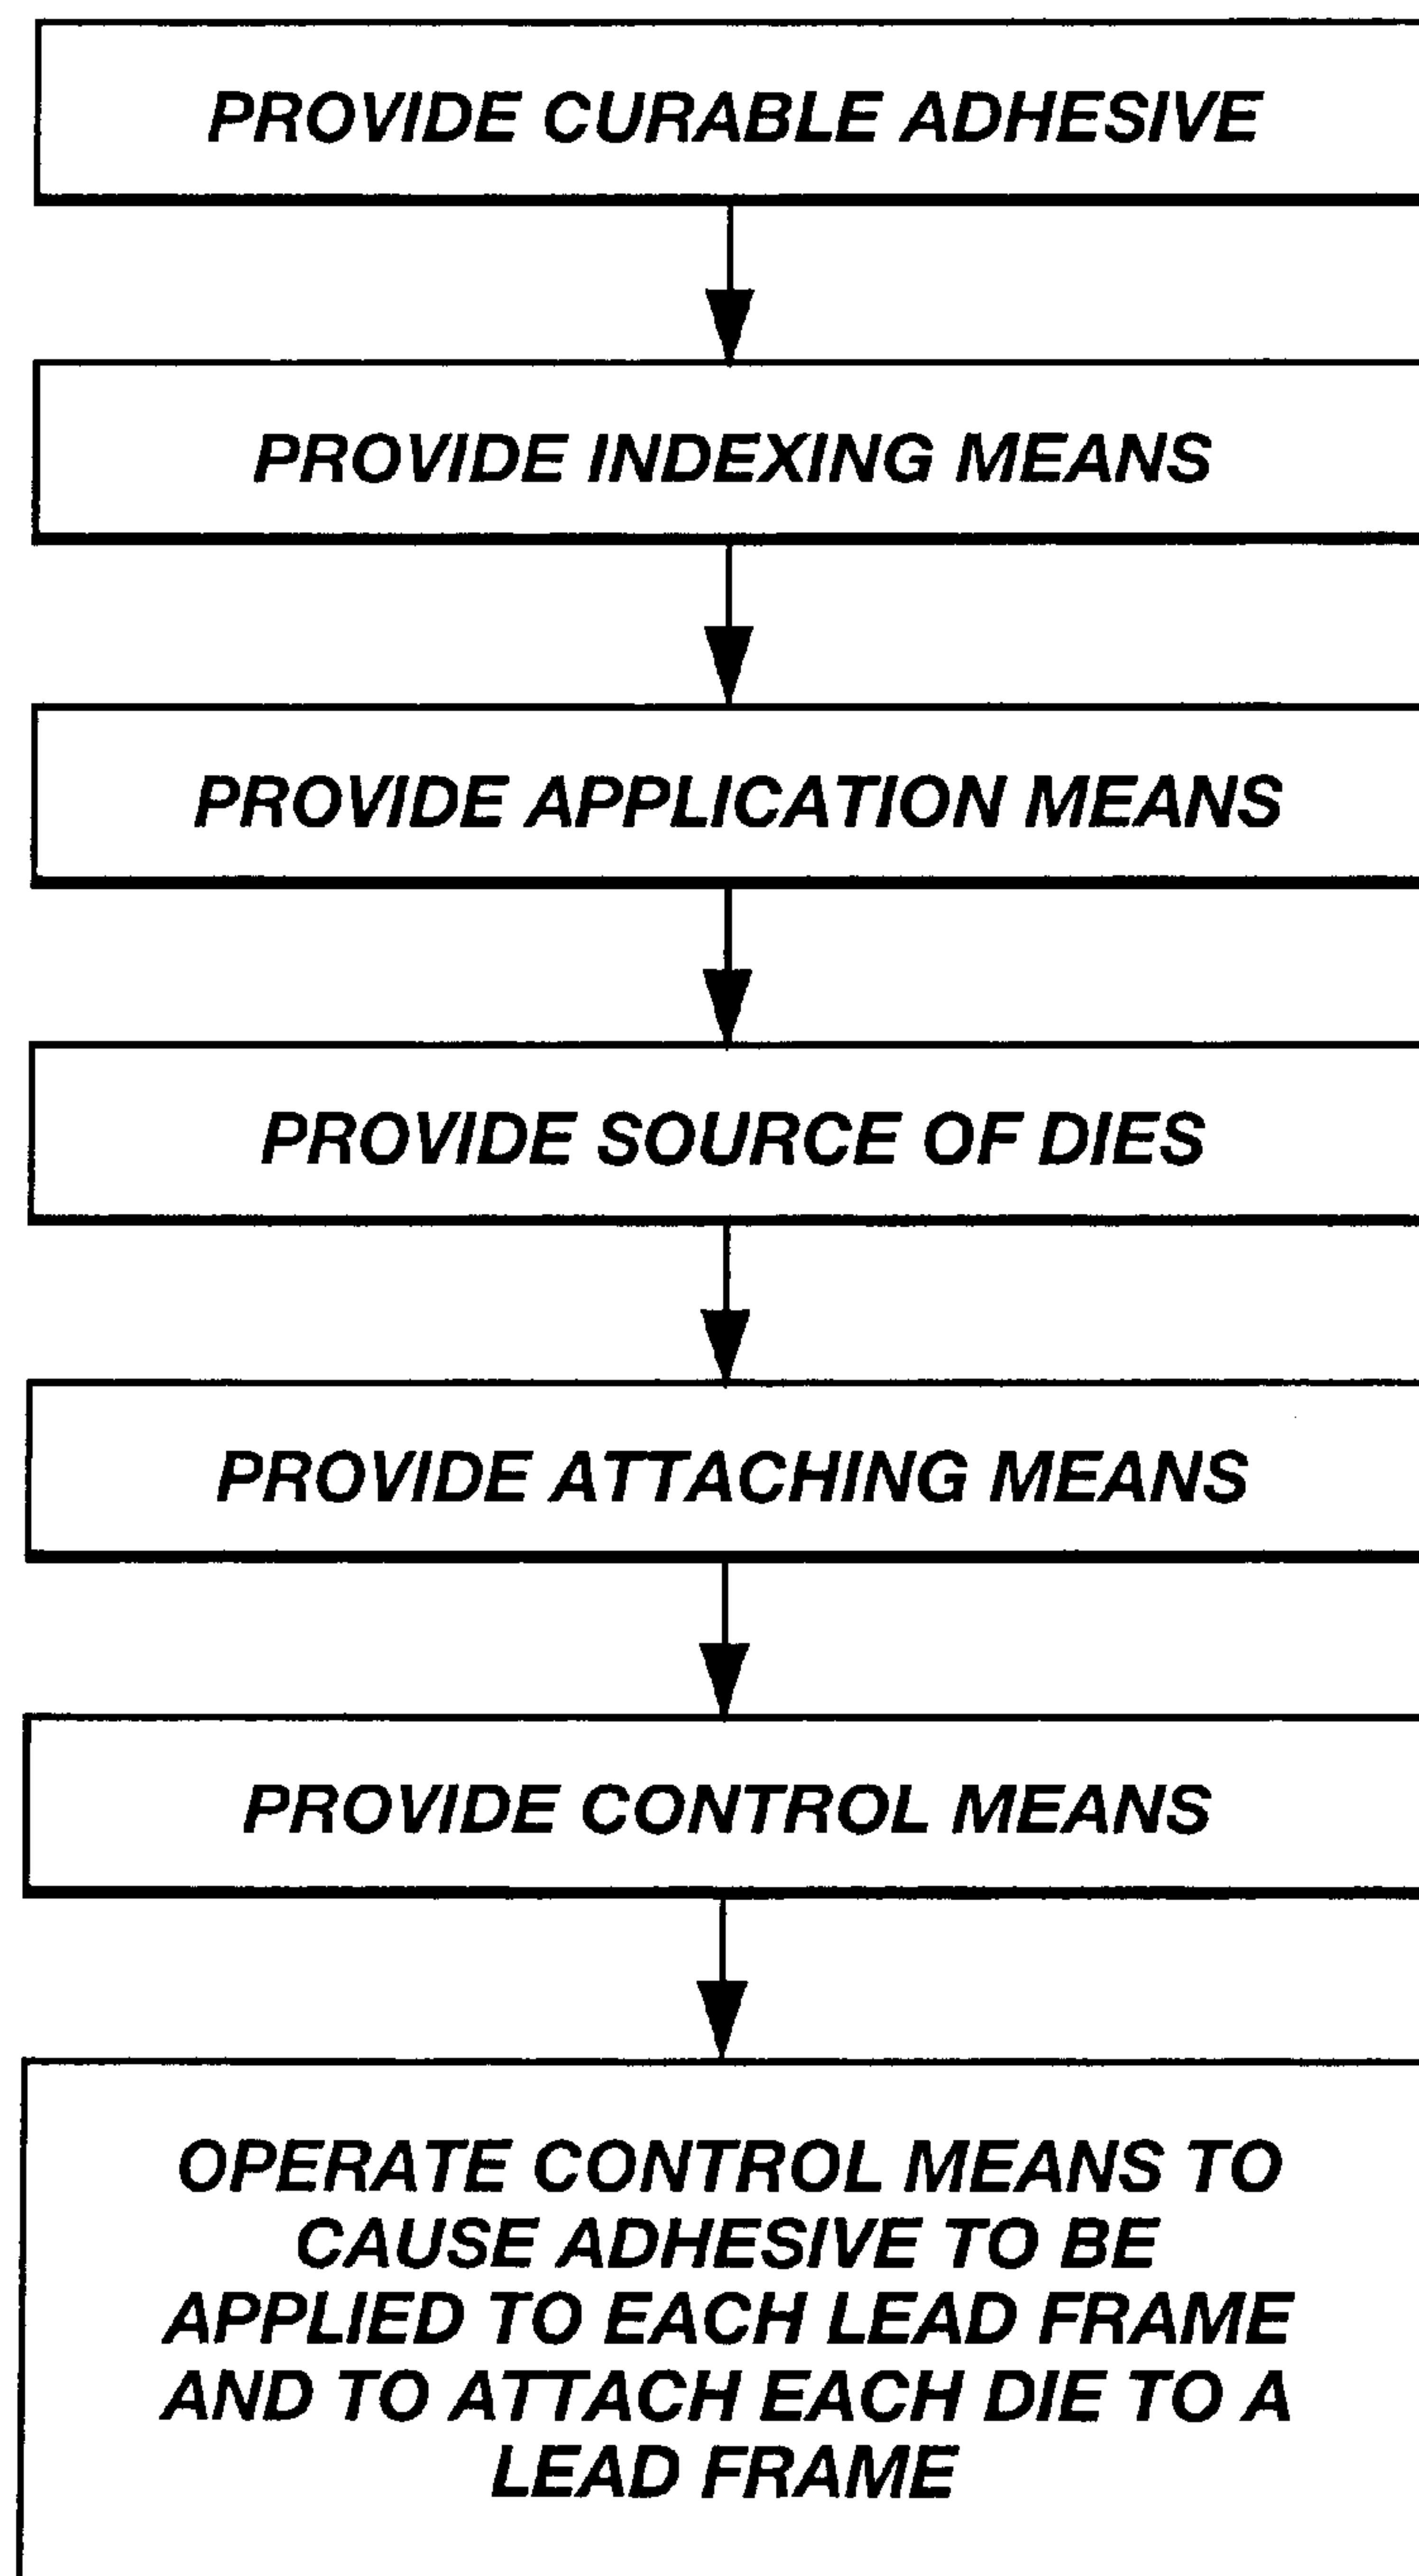 PROVIDE CURABLE ADHESIVE
PROVIDE INDEXING MEANS
PROVIDE APPLICATION MEANS
PROVIDE SOURCE OF DIES
PROVIDE ATTACHING MEANS
PROVIDE CONTROL MEANS
OPERATE CONTROL MEANS TO
CAUSE ADHESIVE TO BE
APPLIED TO EACH LEAD FRAME
AND TO ATTACH EACH DIE TO A
LEAD FRAME